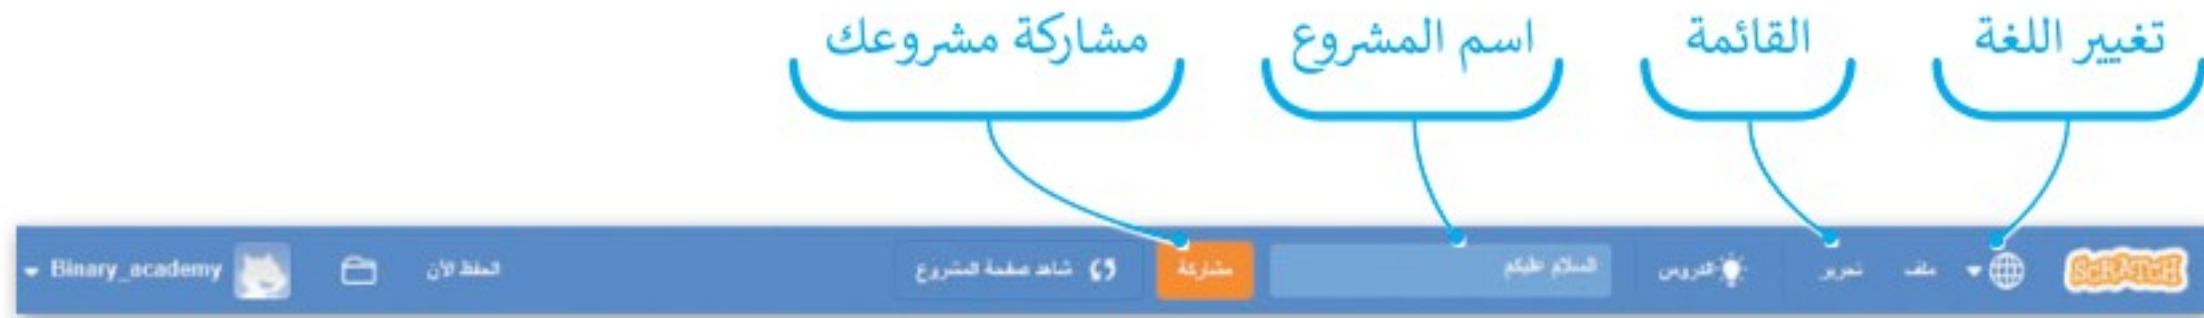 تغيير اللغة
القائمة
اسم المشروع
مشاركة مشروعك
SCRATCH
ملف
تحرير
الدروس
السلام عليكم
مشاركة
شاهد صفحة المشروع
احفظ الآن
Binary_academy